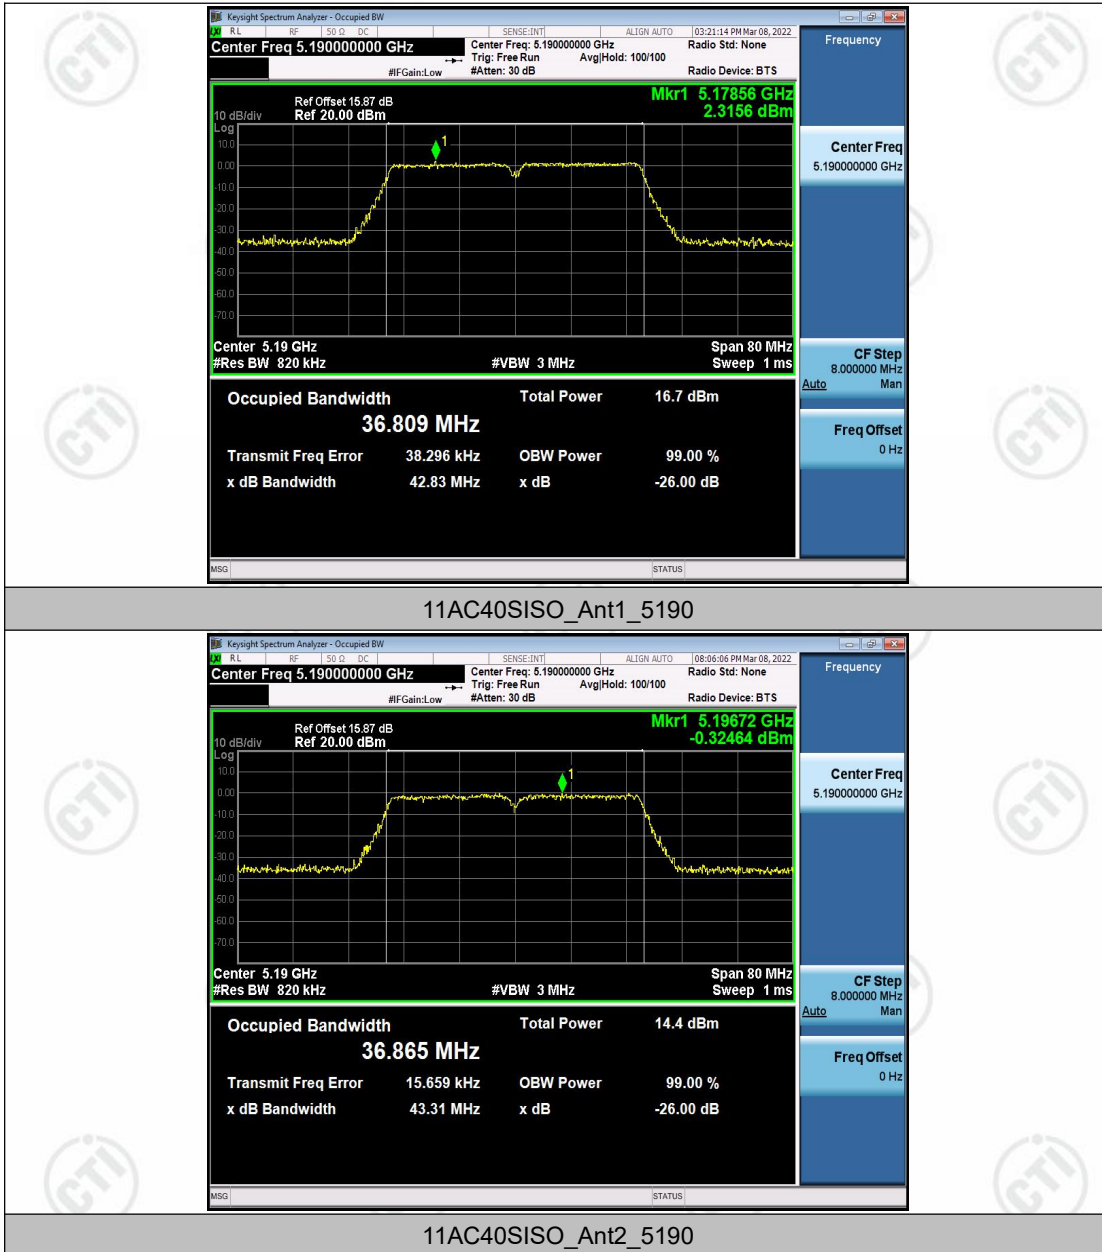 Keysight Spectrum Analyzer - Occupied BW
LXI RL RF 50 Ω DC SENSE:INT ALIGN AUTO 03:21:14 PM Mar 08, 2022
Center Freq 5.190000000 GHz
Center Freq: 5.190000000 GHz Radio Std: None
Trig: Free Run Avg|Hold: 100/100
#IFGain:Low #Atten: 30 dB Radio Device: BTS
Frequency
Ref Offset 15.87 dB Mkr1 5.17856 GHz
10 dB/div Ref 20.00 dBm 2.3156 dBm
Log
10.0
0.00
-10.0
-20.0
-30.0
-40.0
-50.0
-60.0
-70.0
1
Center Freq
5.190000000 GHz
Center 5.19 GHz Span 80 MHz
#Res BW 820 kHz #VBW 3 MHz Sweep 1 ms
CF Step
8.000000 MHz
Auto Man
Occupied Bandwidth Total Power 16.7 dBm
36.809 MHz
Transmit Freq Error 38.296 kHz OBW Power 99.00 %
x dB Bandwidth 42.83 MHz x dB -26.00 dB
Freq Offset
0 Hz
MSG STATUS
11AC40SISO_Ant1_5190
Keysight Spectrum Analyzer - Occupied BW
LXI RL RF 50 Ω DC SENSE:INT ALIGN AUTO 08:06:06 PM Mar 08, 2022
Center Freq 5.190000000 GHz
Center Freq: 5.190000000 GHz Radio Std: None
Trig: Free Run Avg|Hold: 100/100
#IFGain:Low #Atten: 30 dB Radio Device: BTS
Frequency
Ref Offset 15.87 dB Mkr1 5.19672 GHz
10 dB/div Ref 20.00 dBm -0.32464 dBm
Log
10.0
0.00
-10.0
-20.0
-30.0
-40.0
-50.0
-60.0
-70.0
1
Center Freq
5.190000000 GHz
Center 5.19 GHz Span 80 MHz
#Res BW 820 kHz #VBW 3 MHz Sweep 1 ms
CF Step
8.000000 MHz
Auto Man
Occupied Bandwidth Total Power 14.4 dBm
36.865 MHz
Transmit Freq Error 15.659 kHz OBW Power 99.00 %
x dB Bandwidth 43.31 MHz x dB -26.00 dB
Freq Offset
0 Hz
MSG STATUS
11AC40SISO_Ant2_5190
CTI
CTI
CTI
CTI
CTI
CTI
CTI
CTI